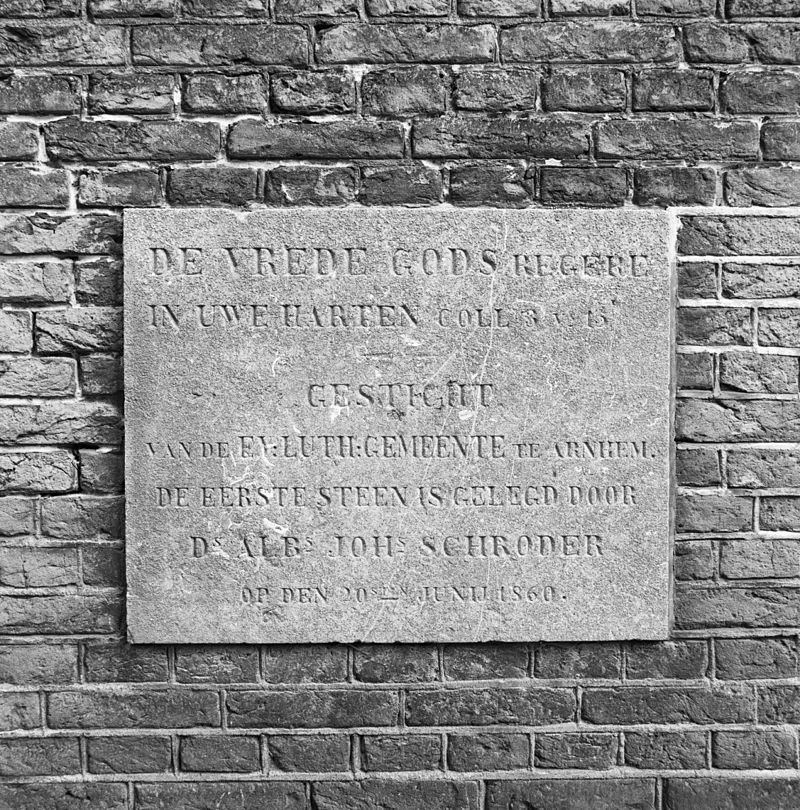 DE VREDE GODS REGERE
IN UWE HARTEN COLL 3 vs 15
GESTICHT
VAN DE EV: LUTH: GEMEENTE TE ARNHEM.
DE EERSTE STEEN IS GELEGD DOOR
Ds ALBs JOHs SCHRODER
OP DEN 20sten JUNIJ 1860.